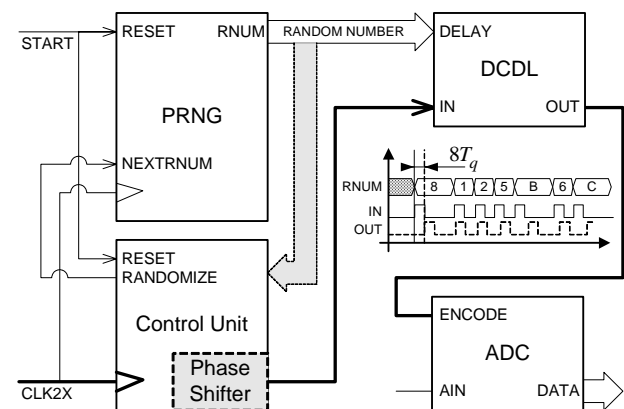 START
RESET
RNUM
RANDOM NUMBER
DELAY
DCDL
PRNG
IN
OUT
NEXTRNUM
8Tq
RNUM
8
1
2
5
B
6
C
IN
OUT
RESET
RANDOMIZE
Control Unit
ENCODE
ADC
Phase
Shifter
CLK2X
AIN
DATA